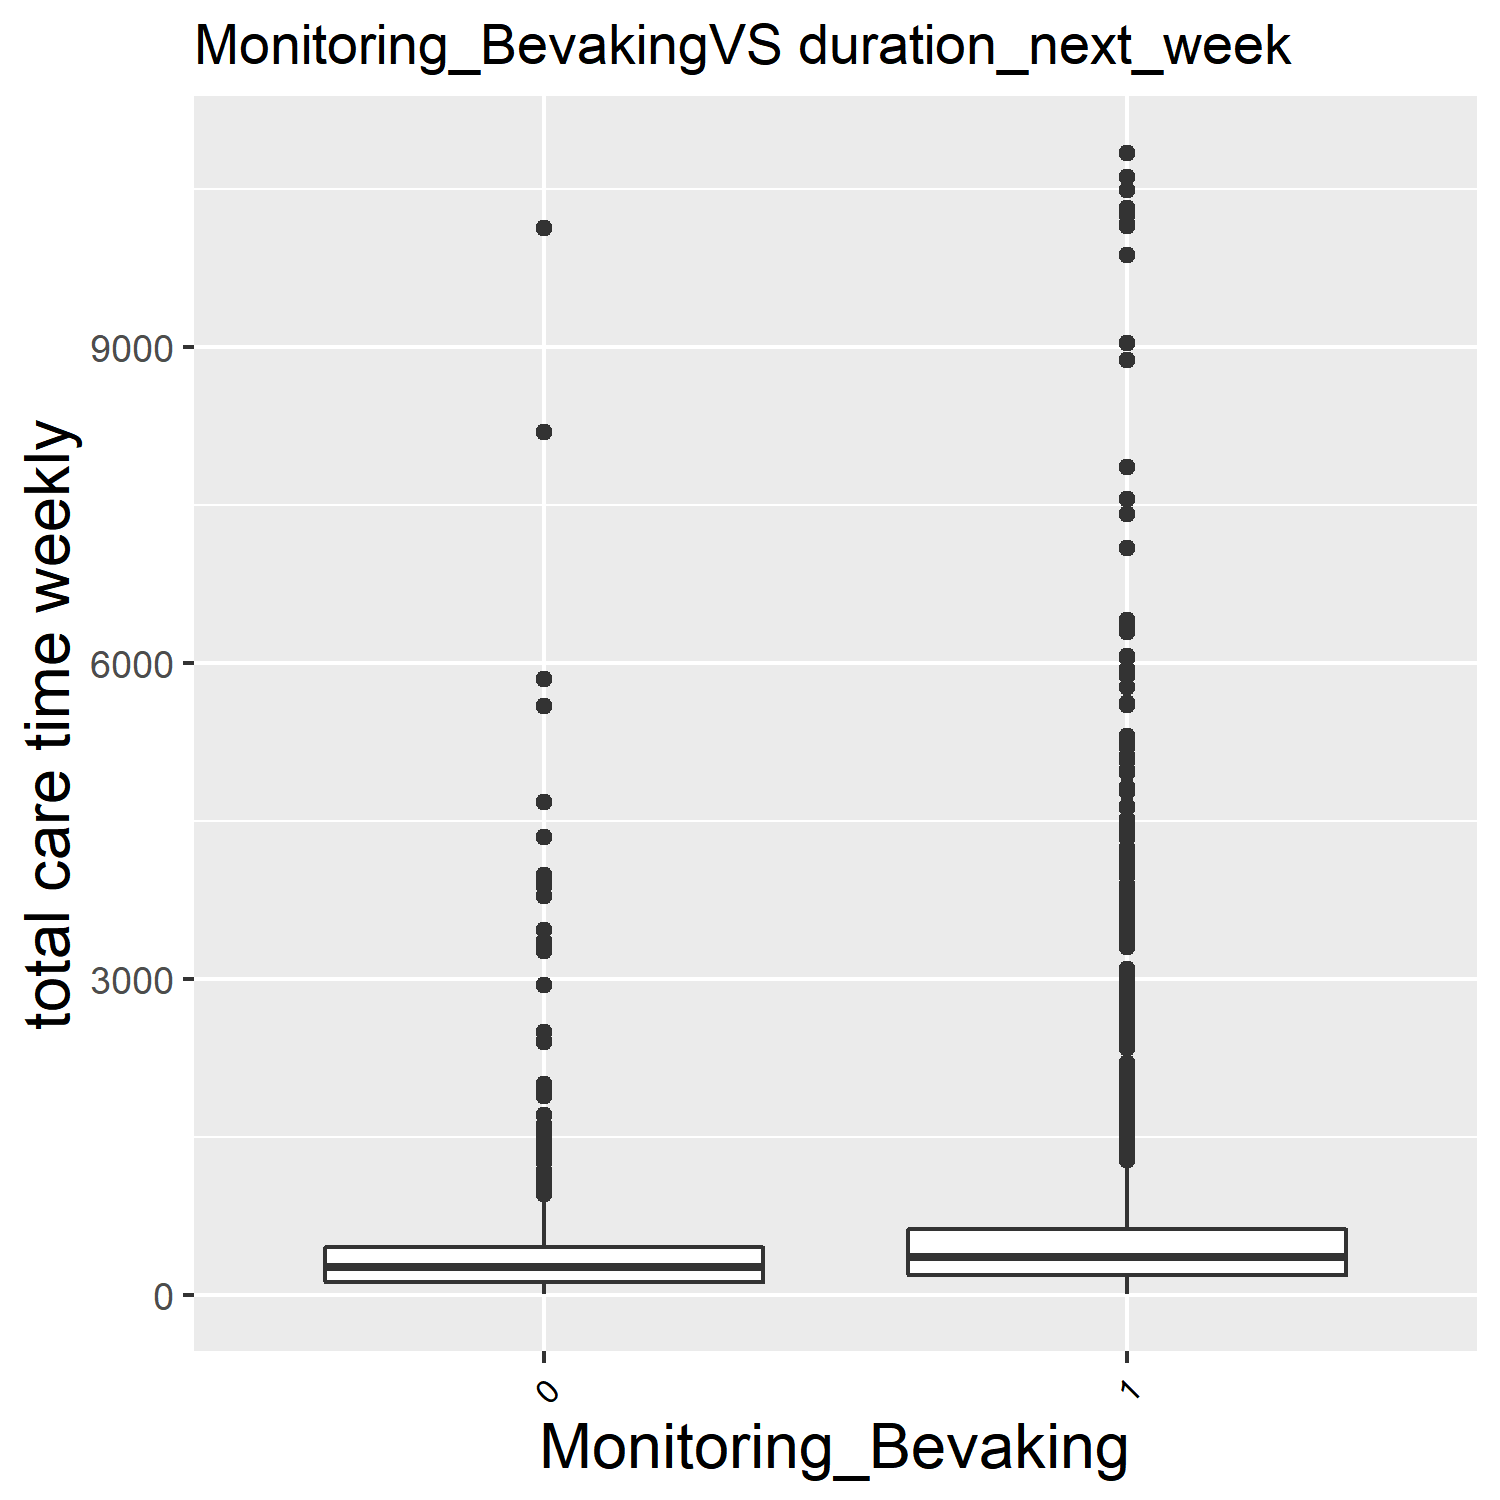 Monitoring_BevakingVS duration_next_week
total care time weekly
9000
6000
3000
0
0
1
Monitoring_Bevaking